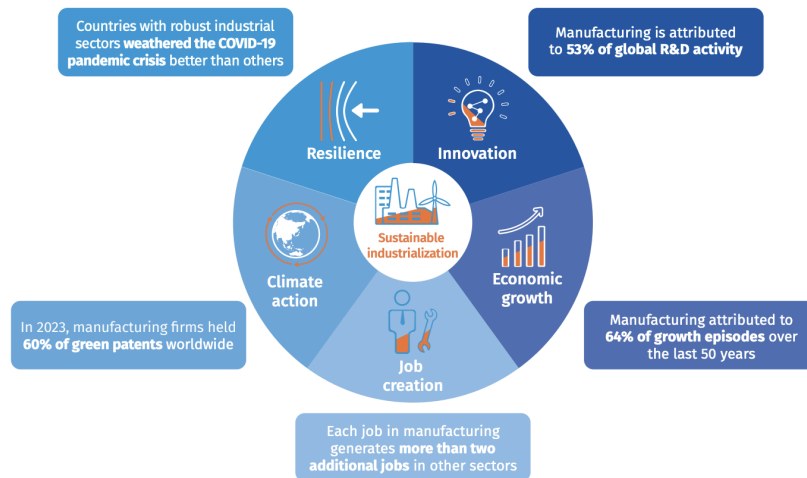 Countries with robust industrial
sectors weathered the COVID-19
pandemic crisis better than others
Manufacturing is attributed
to 53% of global R&D activity
Resilience
Innovation
Sustainable
industrialization
Climate
action
Economic
growth
In 2023, manufacturing firms held
60% of green patents worldwide
Manufacturing attributed to
64% of growth episodes over
the last 50 years
Job
creation
Each job in manufacturing
generates more than two
additional jobs in other sectors